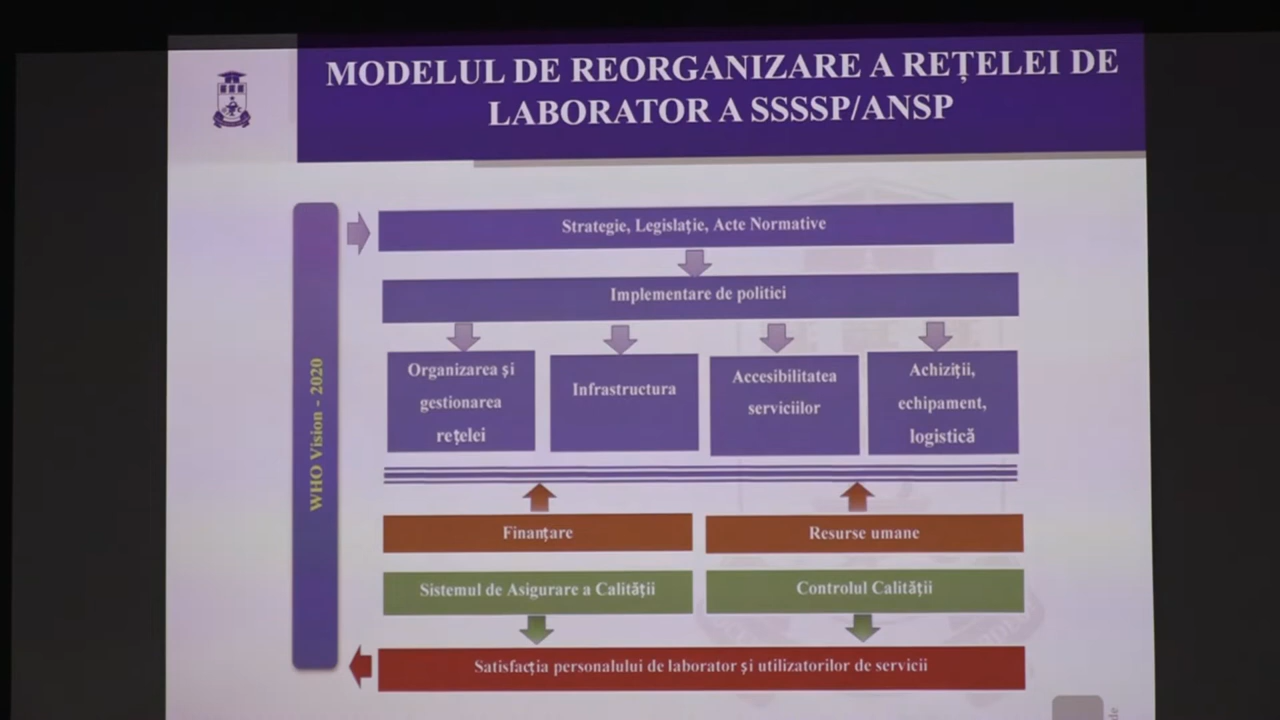 MODELUL DE REORGANIZARE A REȚELEI DE
LABORATOR A SSSSP/ANSP
WHO Vision - 2020
Strategie, Legislație, Acte Normative
Implementare de politici
Organizarea și
gestionarea
rețelei
Infrastructura
Accesibilitatea
serviciilor
Achiziții,
echipament,
logistică
Finanțare
Resurse umane
Sistemul de Asigurare a Calității
Controlul Calității
Satisfacția personalului de laborator și utilizatorilor de servicii
de